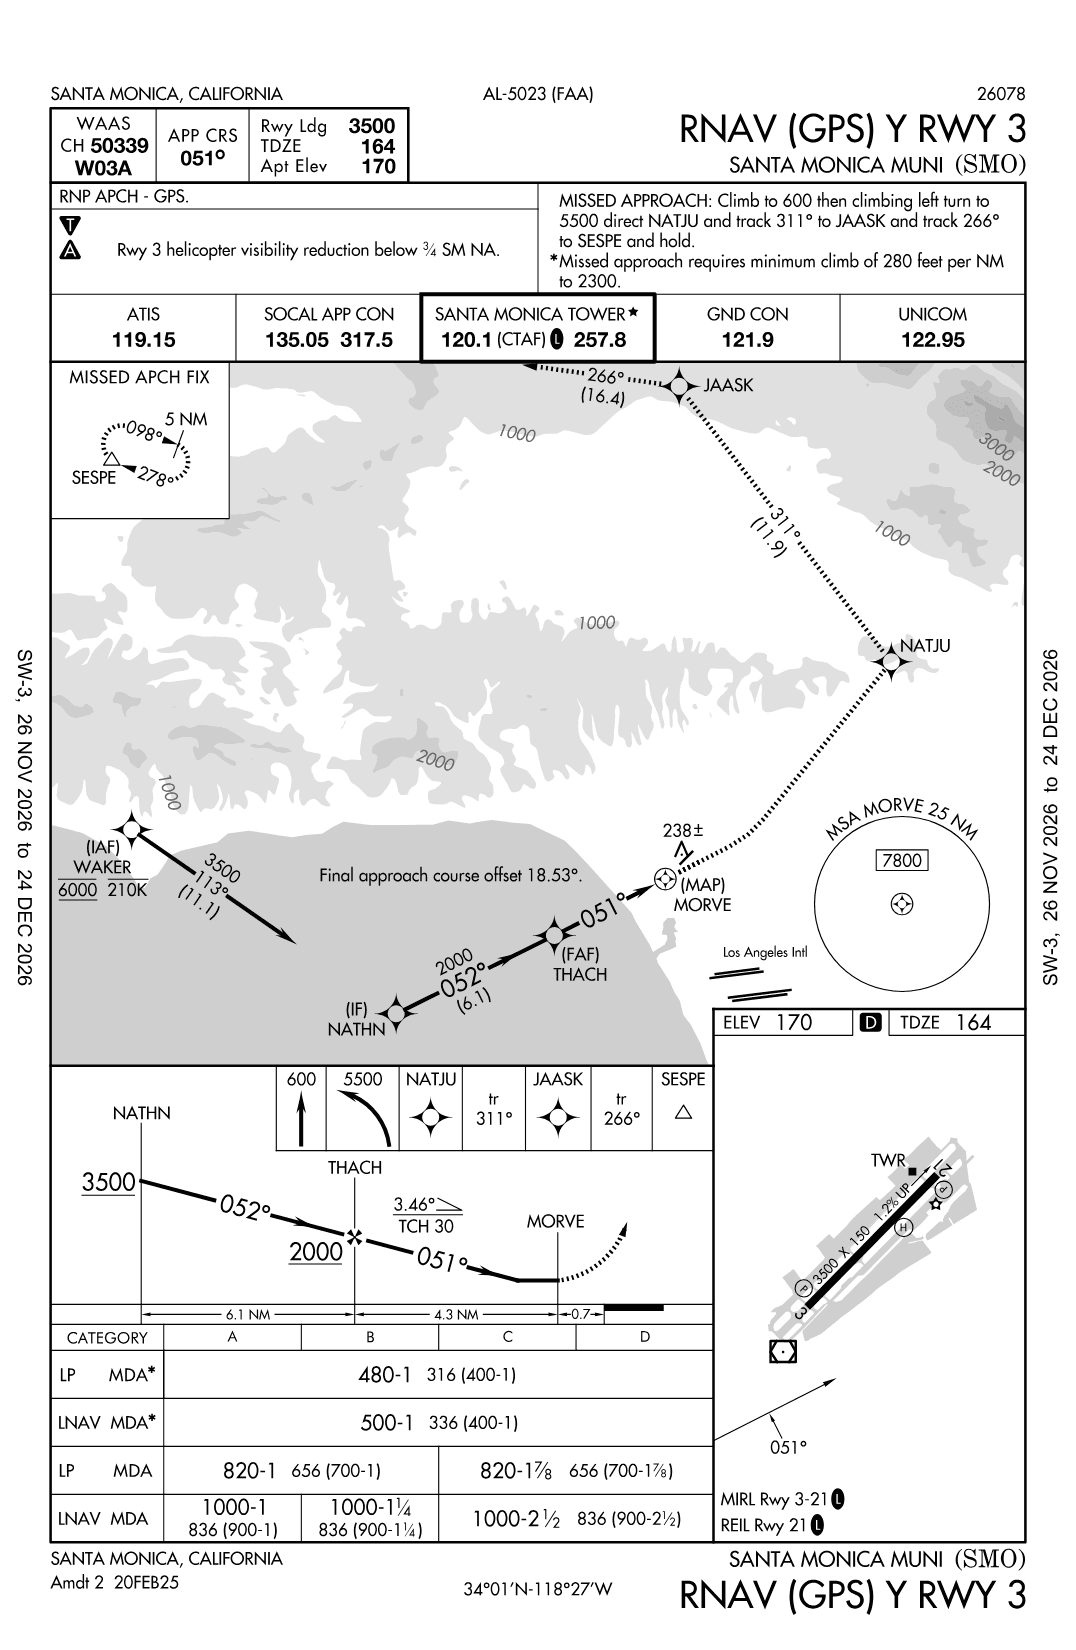 SANTA MONICA, CALIFORNIA
AL-5023 (FAA)
26078
WAAS
CH 50339
W03A
APP CRS
051°
Rwy Ldg 3500
TDZE 164
Apt Elev 170
RNAV (GPS) Y RWY 3
SANTA MONICA MUNI (SMO)
RNP APCH - GPS.
T
A
Rwy 3 helicopter visibility reduction below ¾ SM NA.
MISSED APPROACH: Climb to 600 then climbing left turn to
5500 direct NATJU and track 311° to JAASK and track 266°
to SESPE and hold.
*Missed approach requires minimum climb of 280 feet per NM
to 2300.
ATIS
119.15
SOCAL APP CON
135.05 317.5
SANTA MONICA TOWER★
120.1 (CTAF) L 257.8
GND CON
121.9
UNICOM
122.95
MISSED APCH FIX
5 NM
098°
SESPE
278°
266°
(16.4)
JAASK
1000
3000
2000
311°
(11.9)
1000
1000
NATJU
2000
1000
(IAF)
WAKER
6000 210K
3500
113°
(11.1)
Final approach course offset 18.53°.
238±
(MAP)
MORVE
051°
(FAF)
THACH
2000
052°
(6.1)
(IF)
NATHN
MSA MORVE 25 NM
7800
Los Angeles Intl
SW-3, 26 NOV 2026 to 24 DEC 2026
SW-3, 26 NOV 2026 to 24 DEC 2026
ELEV 170
D
TDZE 164
TWR
21
P
1.2% UP
H
3500 X 150
P
3
051°
MIRL Rwy 3-21 L
REIL Rwy 21 L
600
5500
NATJU
tr
311°
JAASK
tr
266°
SESPE
NATHN
THACH
3500
052°
3.46°
TCH 30
MORVE
2000
051°
6.1 NM
4.3 NM
0.7
CATEGORY
A
B
C
D
LP MDA*
480-1 316 (400-1)
LNAV MDA*
500-1 336 (400-1)
LP MDA
820-1 656 (700-1)
820-1⅞ 656 (700-1⅞)
LNAV MDA
1000-1
836 (900-1)
1000-1¼
836 (900-1¼)
1000-2½ 836 (900-2½)
SANTA MONICA, CALIFORNIA
Amdt 2 20FEB25
34°01'N-118°27'W
SANTA MONICA MUNI (SMO)
RNAV (GPS) Y RWY 3